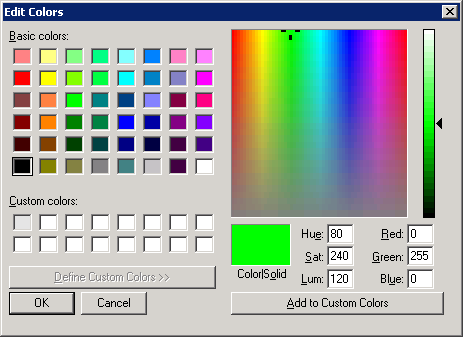 Edit Colors
Basic colors:
Custom colors:
Define Custom Colors >>
OK Cancel
Color|Solid
Hue: 80 Red: 0
Sat: 240 Green: 255
Lum: 120 Blue: 0
Add to Custom Colors